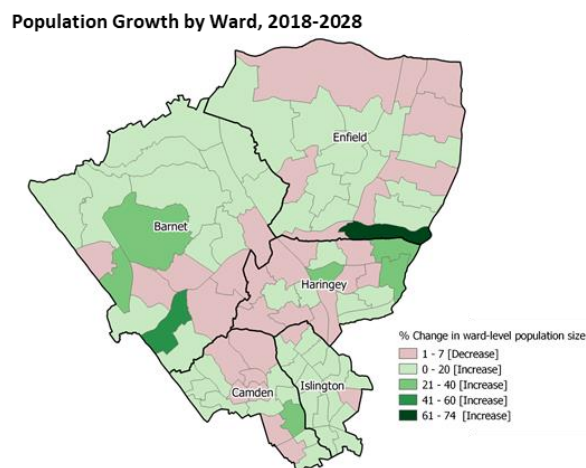 Population Growth by Ward, 2018-2028
Enfield
Barnet
Haringey
Camden
Islington
% Change in ward-level population size
1 - 7 [Decrease]
0 - 20 [Increase]
21 - 40 [Increase]
41 - 60 [Increase]
61 - 74 [Increase]